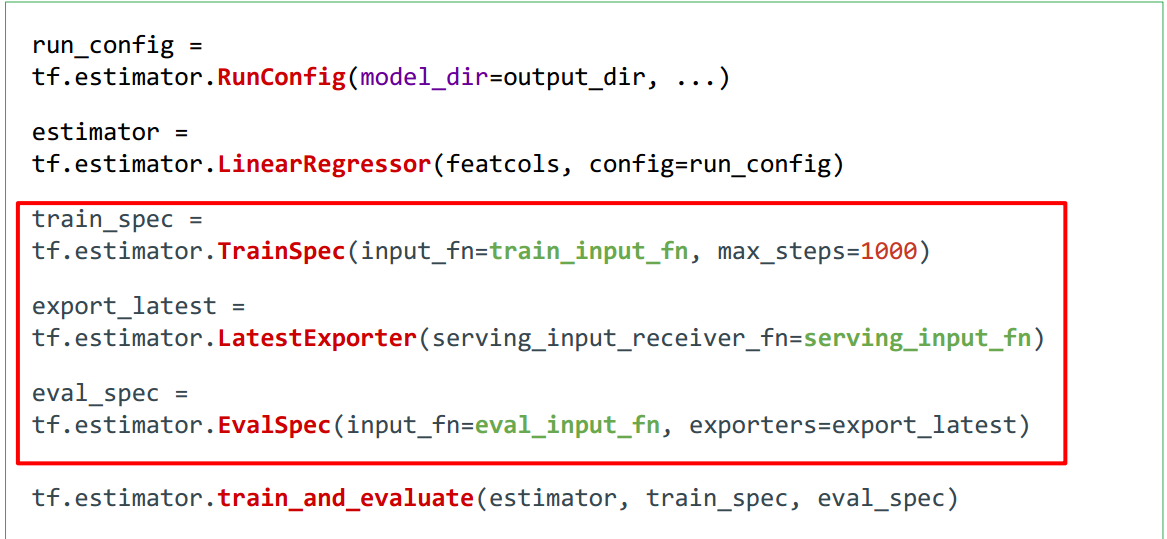 run_config =
tf.estimator.RunConfig(model_dir=output_dir, ...)
estimator =
tf.estimator.LinearRegressor(featcols, config=run_config)
train_spec =
tf.estimator.TrainSpec(input_fn=train_input_fn, max_steps=1000)
export_latest =
tf.estimator.LatestExporter(serving_input_receiver_fn=serving_input_fn)
eval_spec =
tf.estimator.EvalSpec(input_fn=eval_input_fn, exporters=export_latest)
tf.estimator.train_and_evaluate(estimator, train_spec, eval_spec)